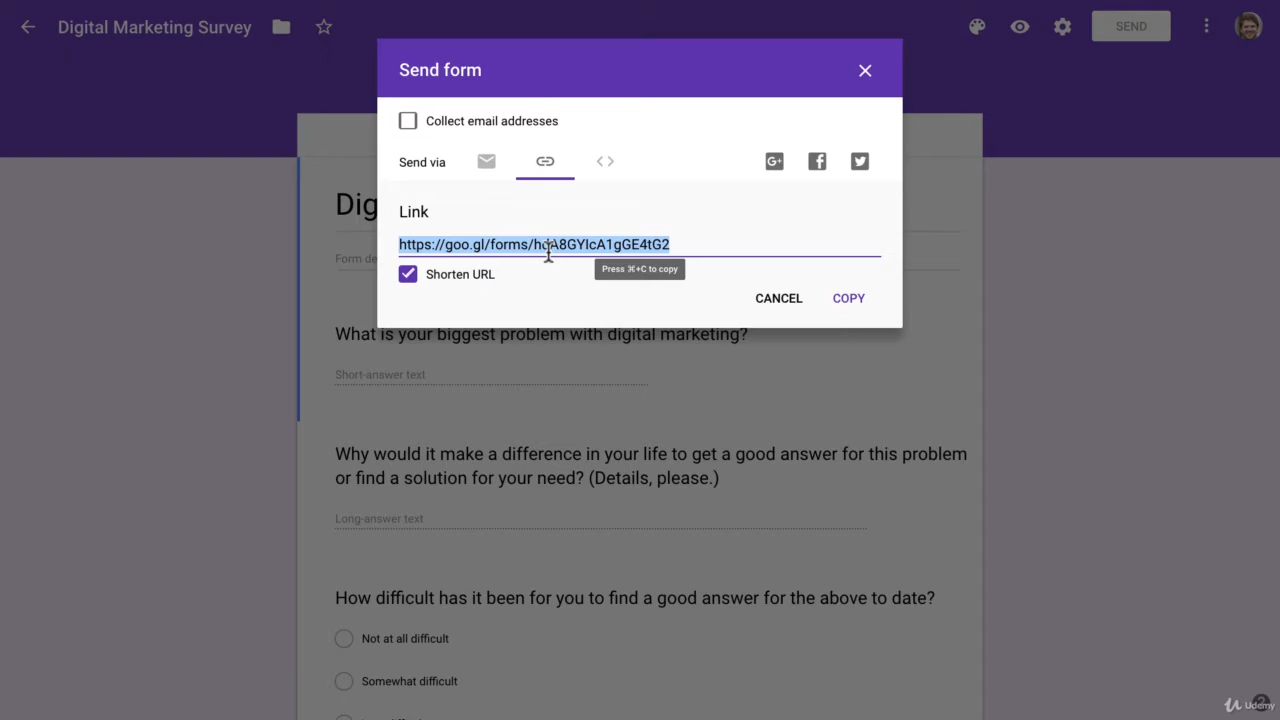 Digital Marketing Survey
SEND
Send form
Collect email addresses
Send via
G+
Link
Dig
Form de
Shorten URL
Press ⌘+C to copy
CANCEL
COPY
What is your biggest problem with digital marketing?
Short-answer text
Why would it make a difference in your life to get a good answer for this problem
or find a solution for your need? (Details, please.)
Long-answer text
How difficult has it been for you to find a good answer for the above to date?
Not at all difficult
Somewhat difficult
Udemy